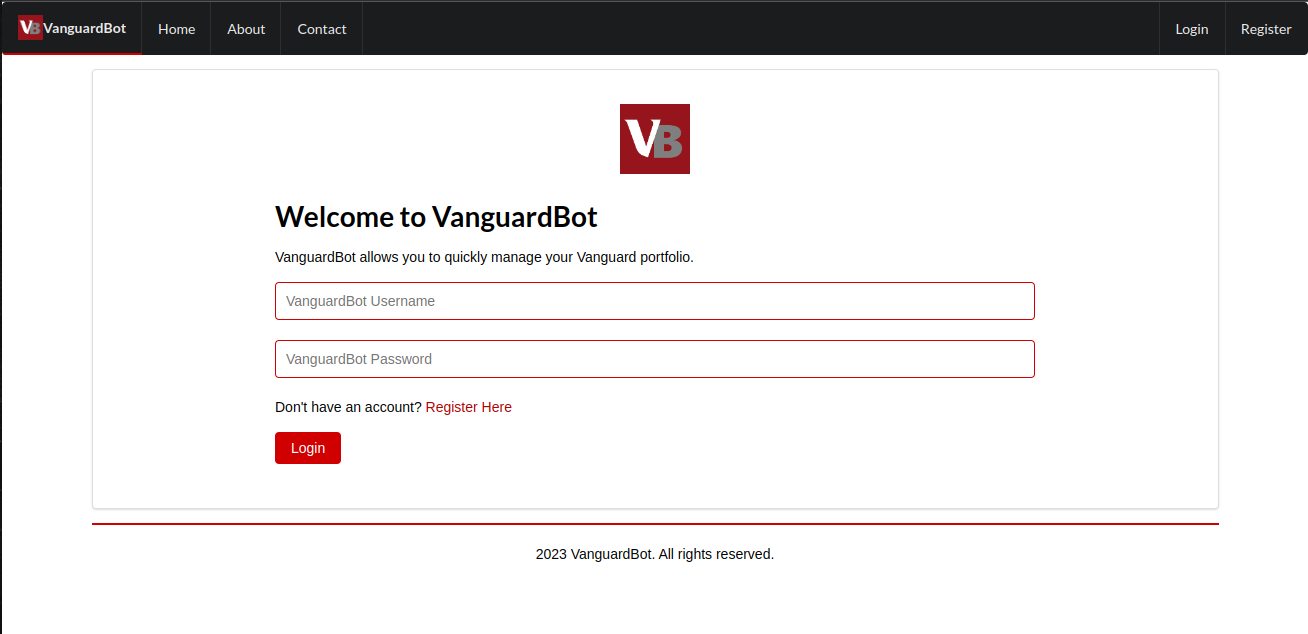 VB VanguardBot Home About Contact Login Register
VB
Welcome to VanguardBot
VanguardBot allows you to quickly manage your Vanguard portfolio.
VanguardBot Username
VanguardBot Password
Don't have an account? Register Here
Login
2023 VanguardBot. All rights reserved.